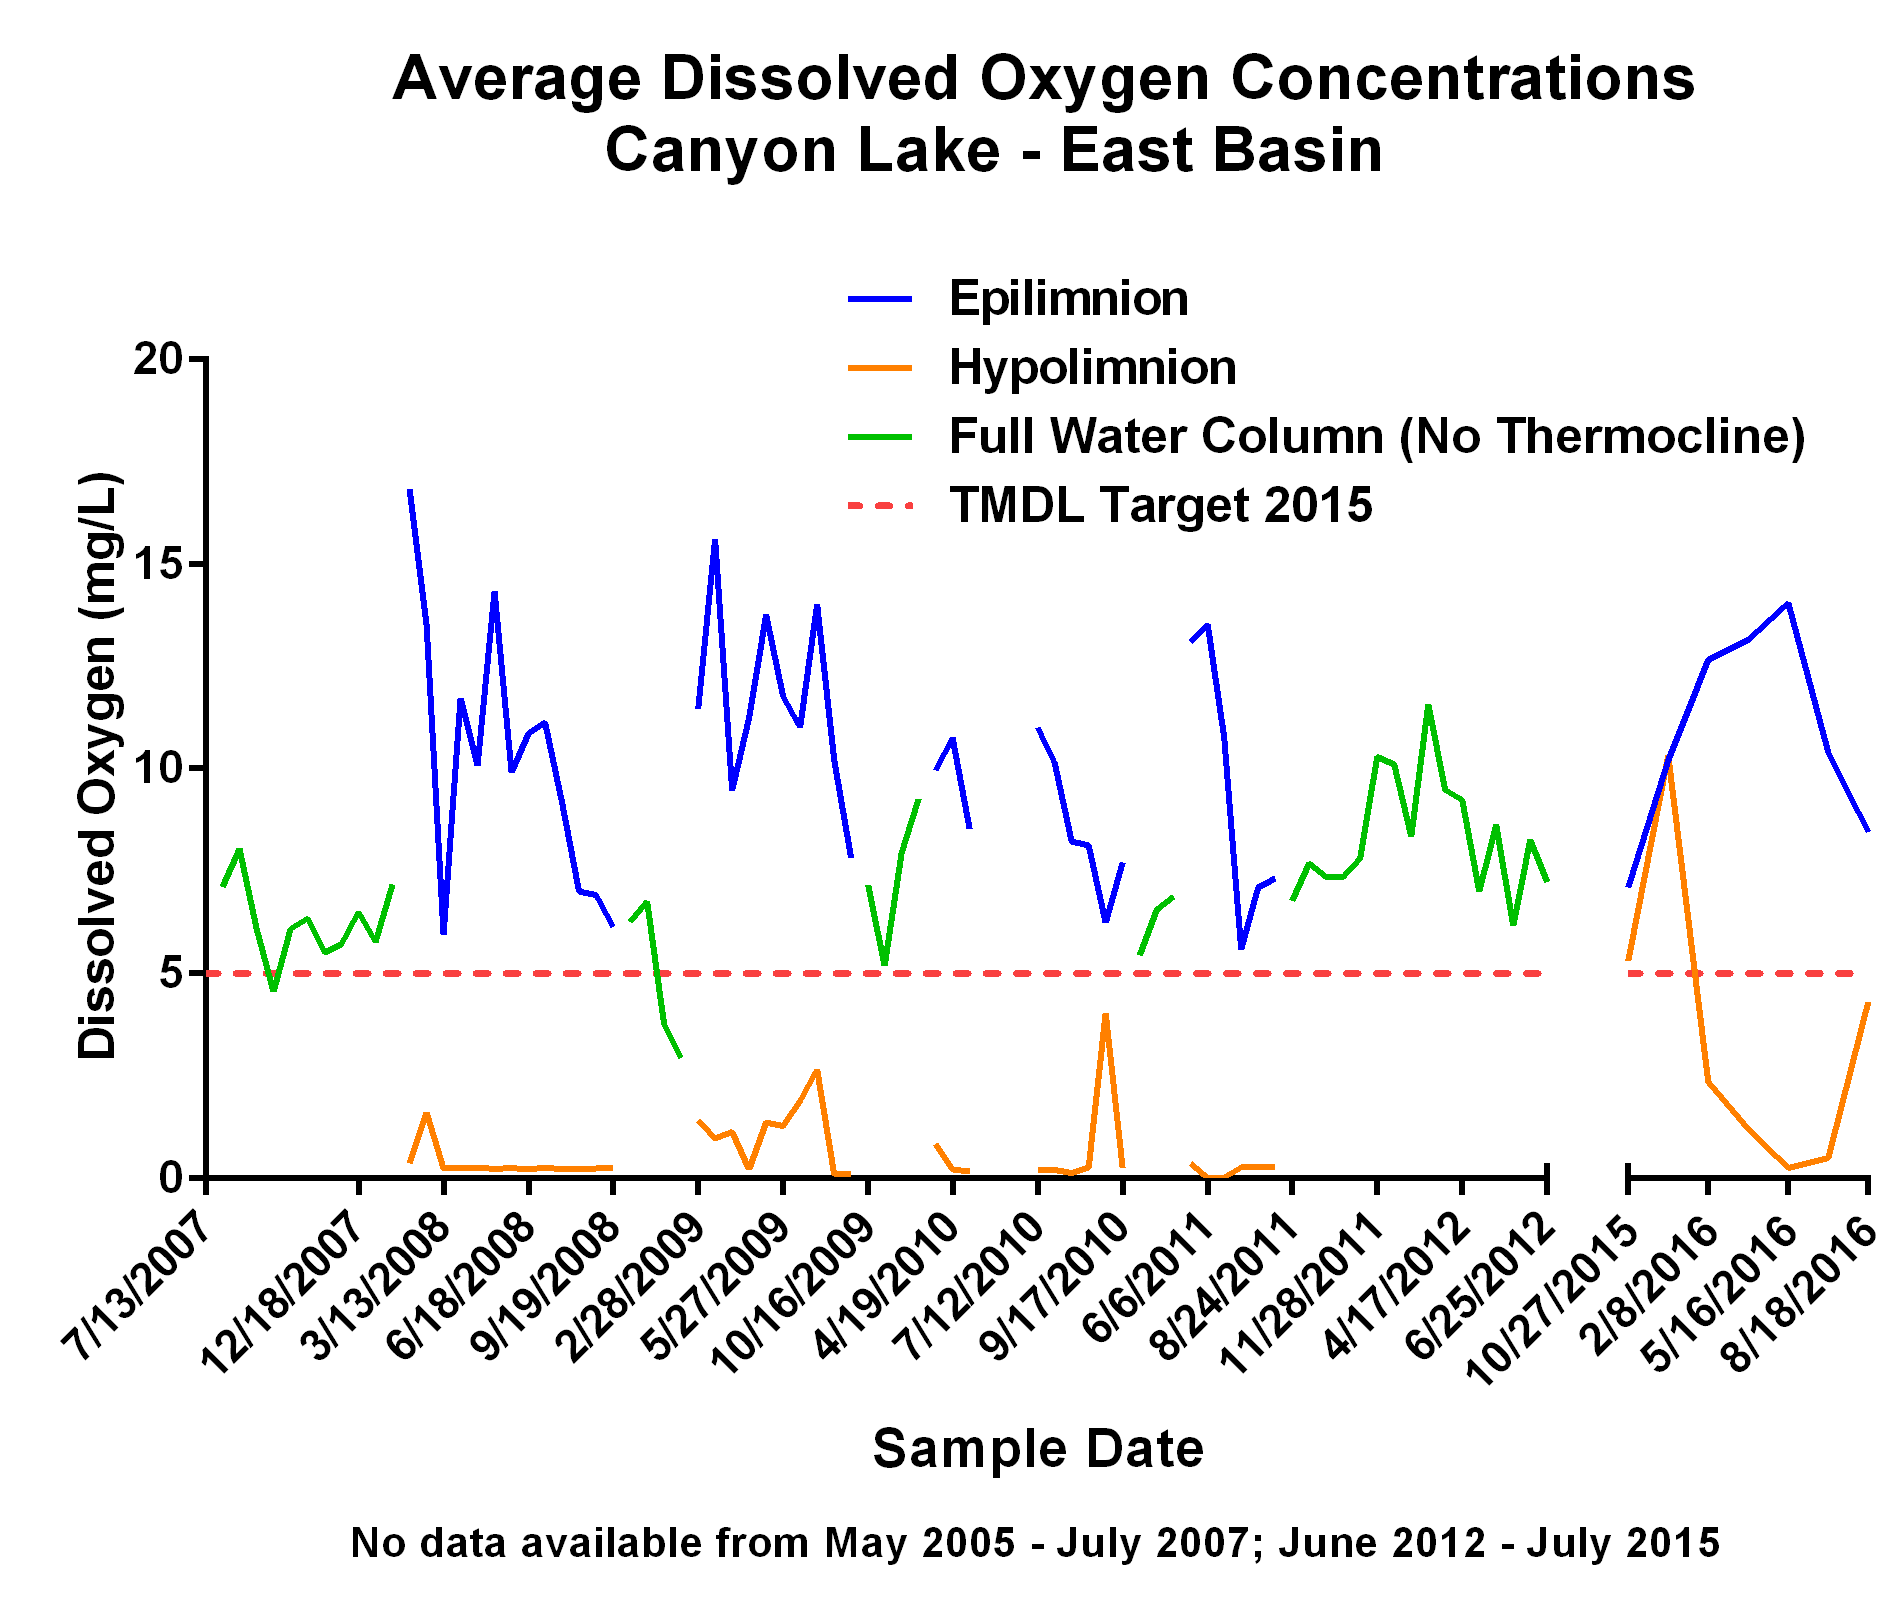 Average Dissolved Oxygen Concentrations
Canyon Lake - East Basin
Epilimnion
Hypolimnion
Full Water Column (No Thermocline)
TMDL Target 2015
Dissolved Oxygen (mg/L)
20
15
10
5
0
7/13/2007
12/18/2007
3/13/2008
6/18/2008
9/19/2008
2/28/2009
5/27/2009
10/16/2009
4/19/2010
7/12/2010
9/17/2010
6/6/2011
8/24/2011
11/28/2011
4/17/2012
6/25/2012
10/27/2015
2/8/2016
5/16/2016
8/18/2016
Sample Date
No data available from May 2005 - July 2007; June 2012 - July 2015